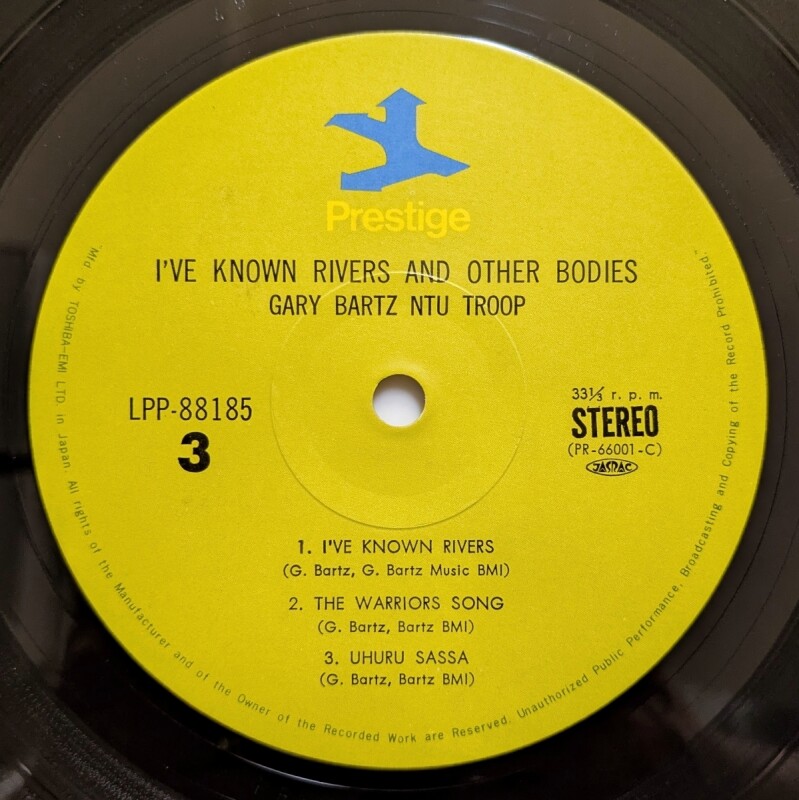 Prestige
I'VE KNOWN RIVERS AND OTHER BODIES
GARY BARTZ NTU TROOP
LPP-88185
3
33⅓ r. p. m.
STEREO
(PR-66001-C)
JASRAC
1. I'VE KNOWN RIVERS
(G. Bartz, G. Bartz Music BMI)
2. THE WARRIORS SONG
(G. Bartz, Bartz BMI)
3. UHURU SASSA
(G. Bartz, Bartz BMI)
"Mfd by TOSHIBA-EMI LTD in Japan. All rights of the Manufacturer and of the Owner of the Recorded Work are Reserved. Unauthorized Public Performance, Broadcasting and Copying of the Record Prohibited."